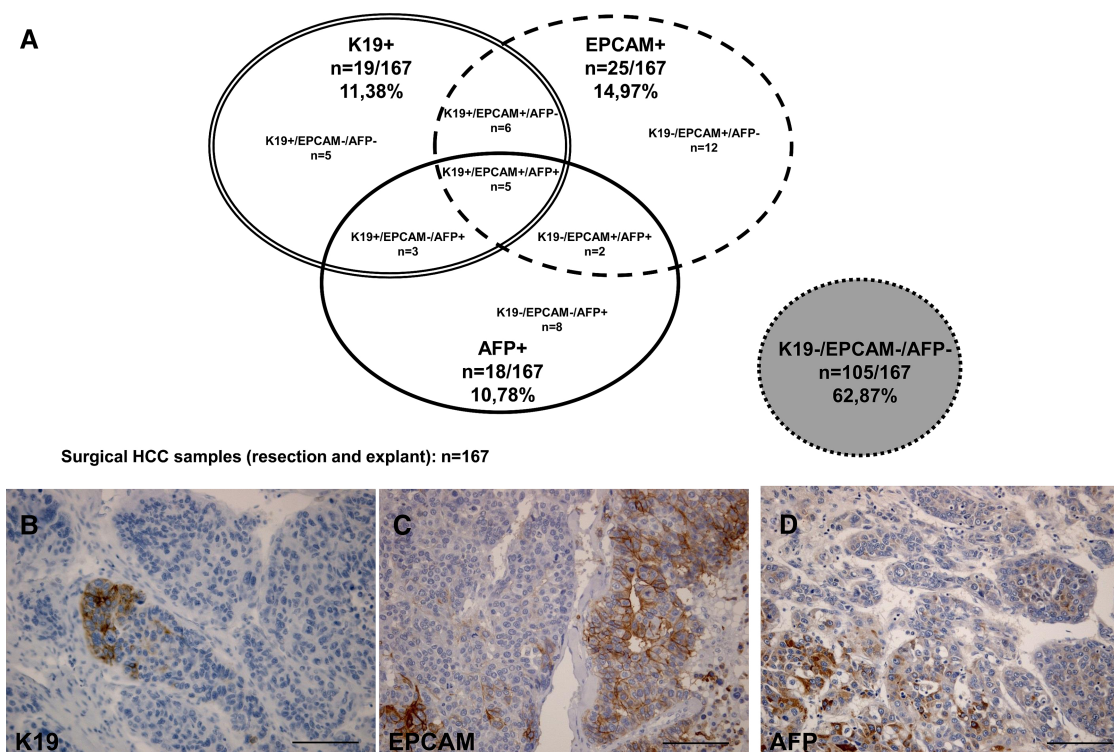 A
K19+
n=19/167
11,38%
EPCAM+
n=25/167
14,97%
K19+/EPCAM+/AFP-
n=6
K19+/EPCAM-/AFP-
n=5
K19-/EPCAM+/AFP-
n=12
K19+/EPCAM+/AFP+
n=5
K19+/EPCAM-/AFP+
n=3
K19-/EPCAM+/AFP+
n=2
K19-/EPCAM-/AFP+
n=8
AFP+
n=18/167
10,78%
K19-/EPCAM-/AFP-
n=105/167
62,87%
Surgical HCC samples (resection and explant): n=167
B
K19
C
EPCAM
D
AFP